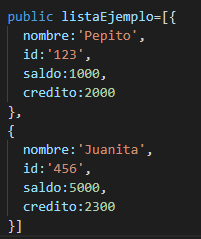 public listaEjemplo=[{
nombre:'Pepito',
id:'123',
saldo:1000,
credito:2000
},
{
nombre:'Juanita',
id:'456',
saldo:5000,
credito:2300
}]